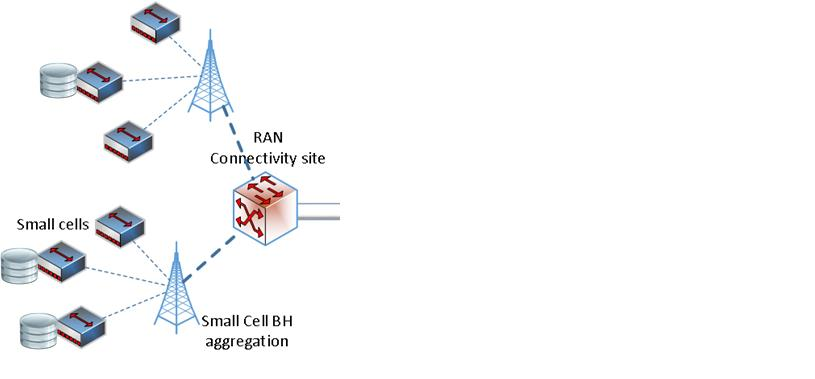 RAN
Connectivity site
Small cells
Small Cell BH
aggregation